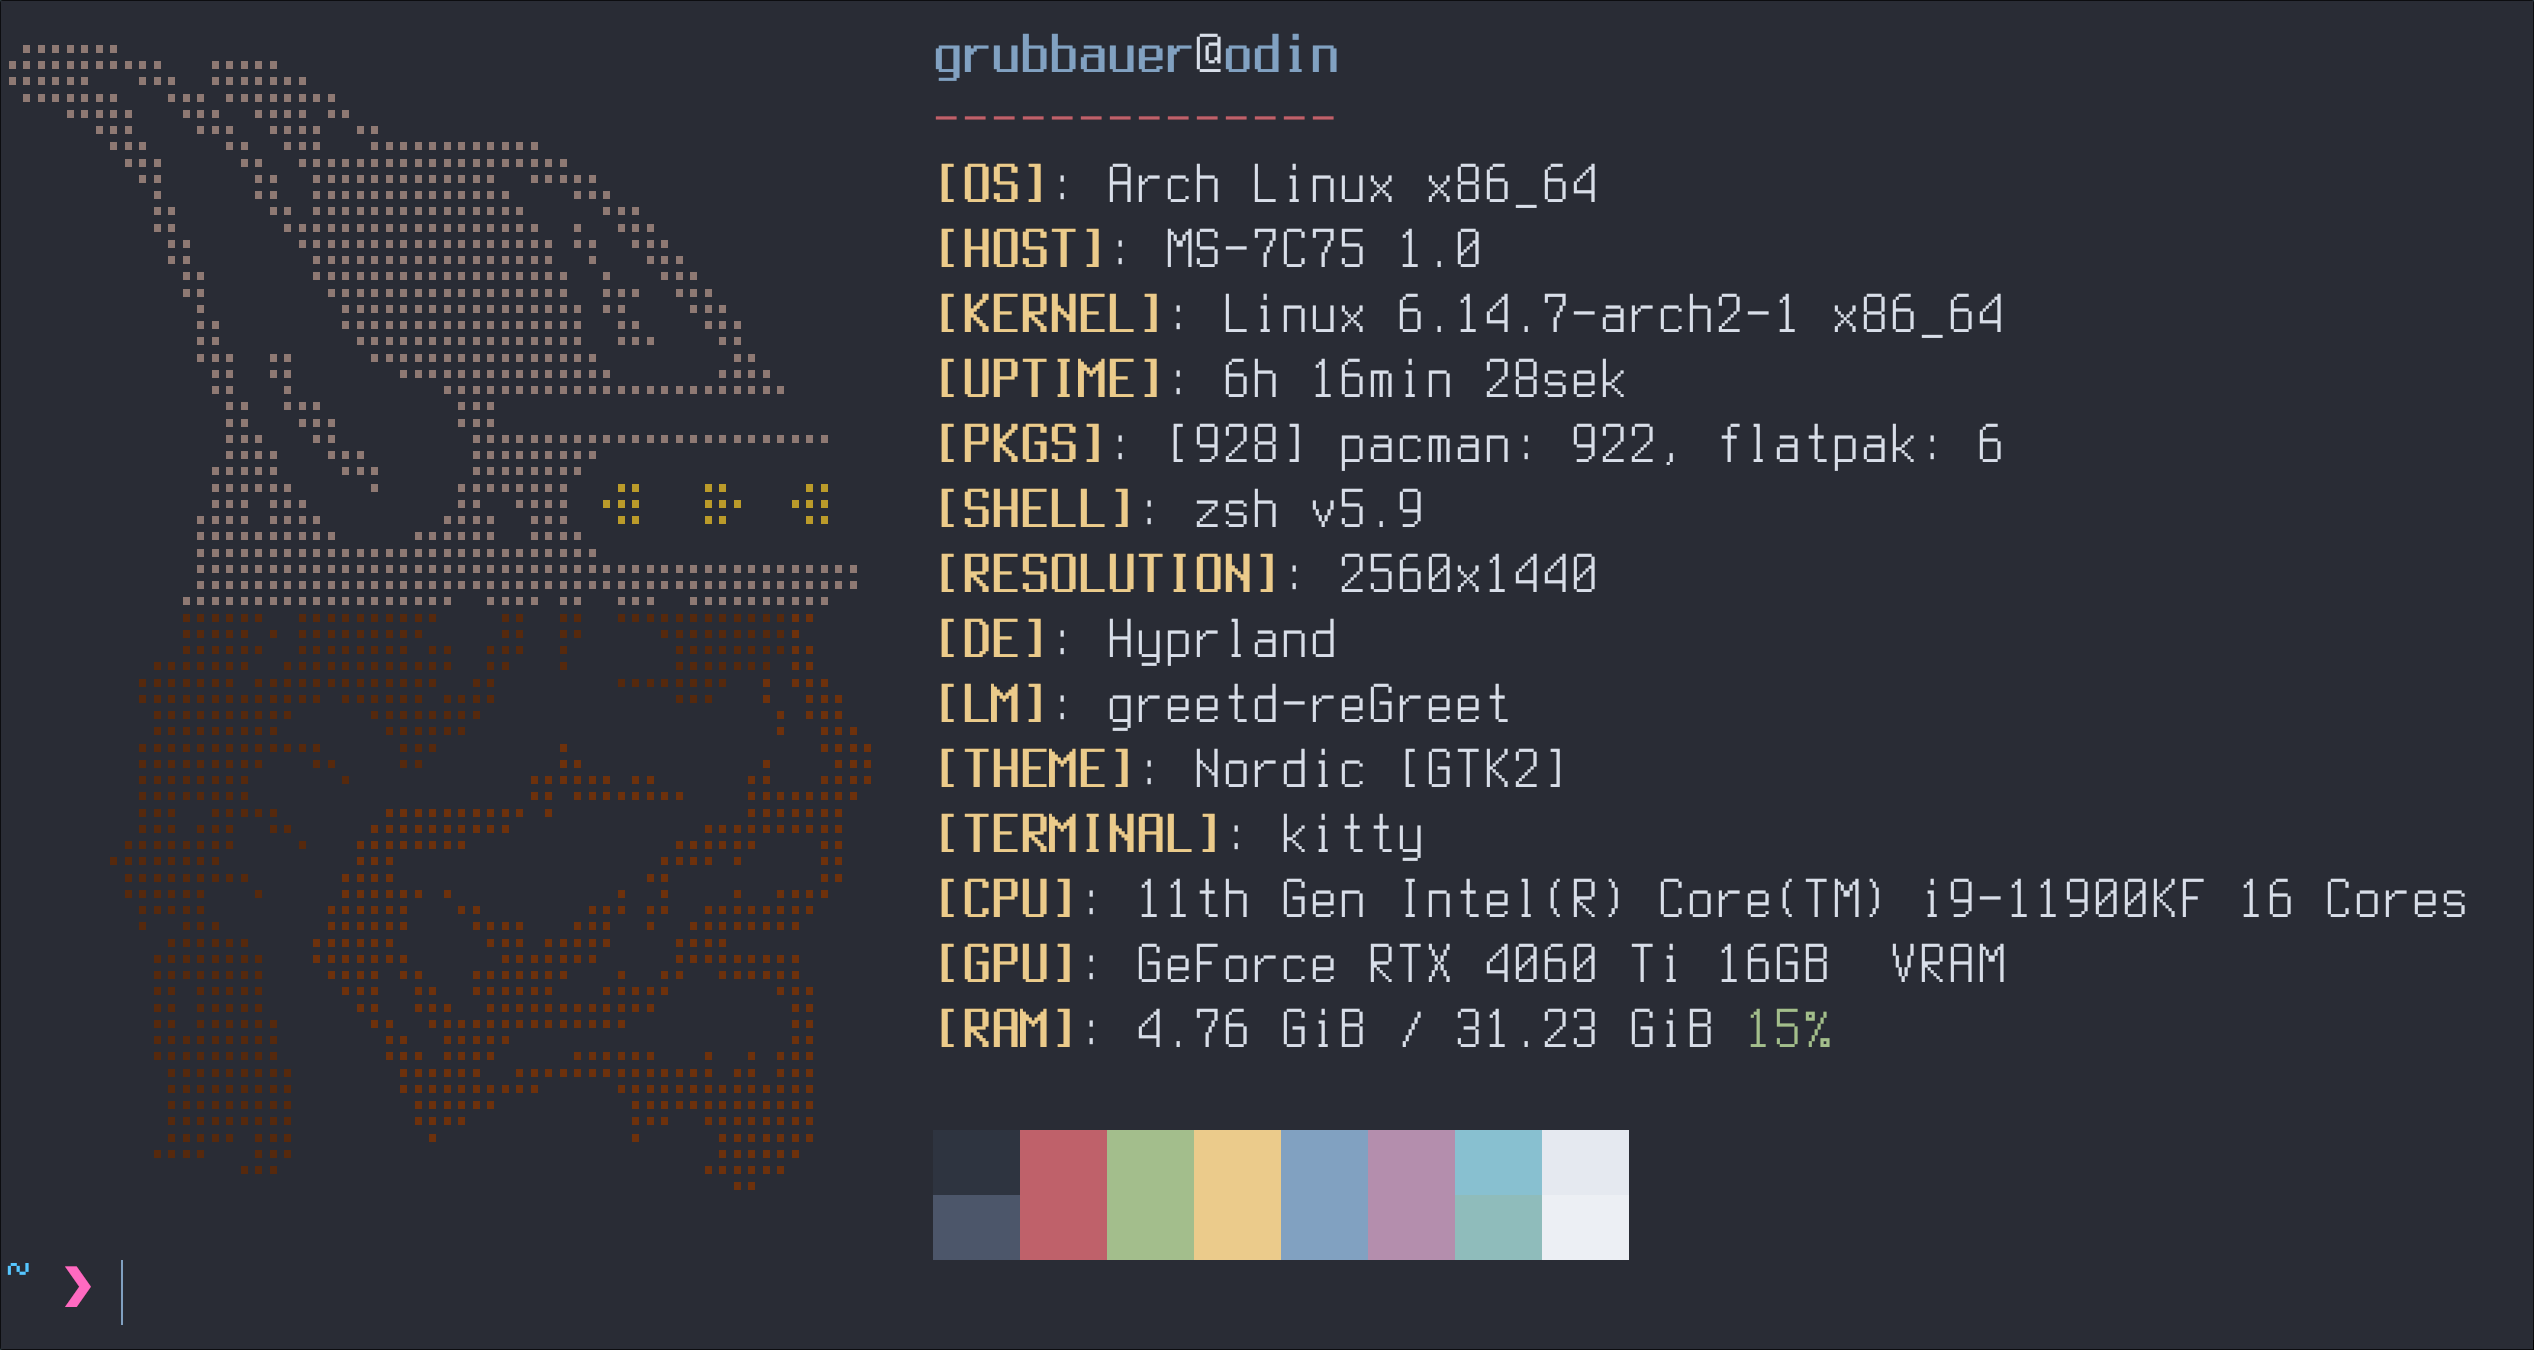 grubbauer@odin
--------------
[OS]: Arch Linux x86_64
[HOST]: MS-7C75 1.0
[KERNEL]: Linux 6.14.7-arch2-1 x86_64
[UPTIME]: 6h 16min 28sek
[PKGS]: [928] pacman: 922, flatpak: 6
[SHELL]: zsh v5.9
[RESOLUTION]: 2560x1440
[DE]: Hyprland
[LM]: greetd-reGreet
[THEME]: Nordic [GTK2]
[TERMINAL]: kitty
[CPU]: 11th Gen Intel(R) Core(TM) i9-11900KF 16 Cores
[GPU]: GeForce RTX 4060 Ti 16GB  VRAM
[RAM]: 4.76 GiB / 31.23 GiB 15%
~ ❯